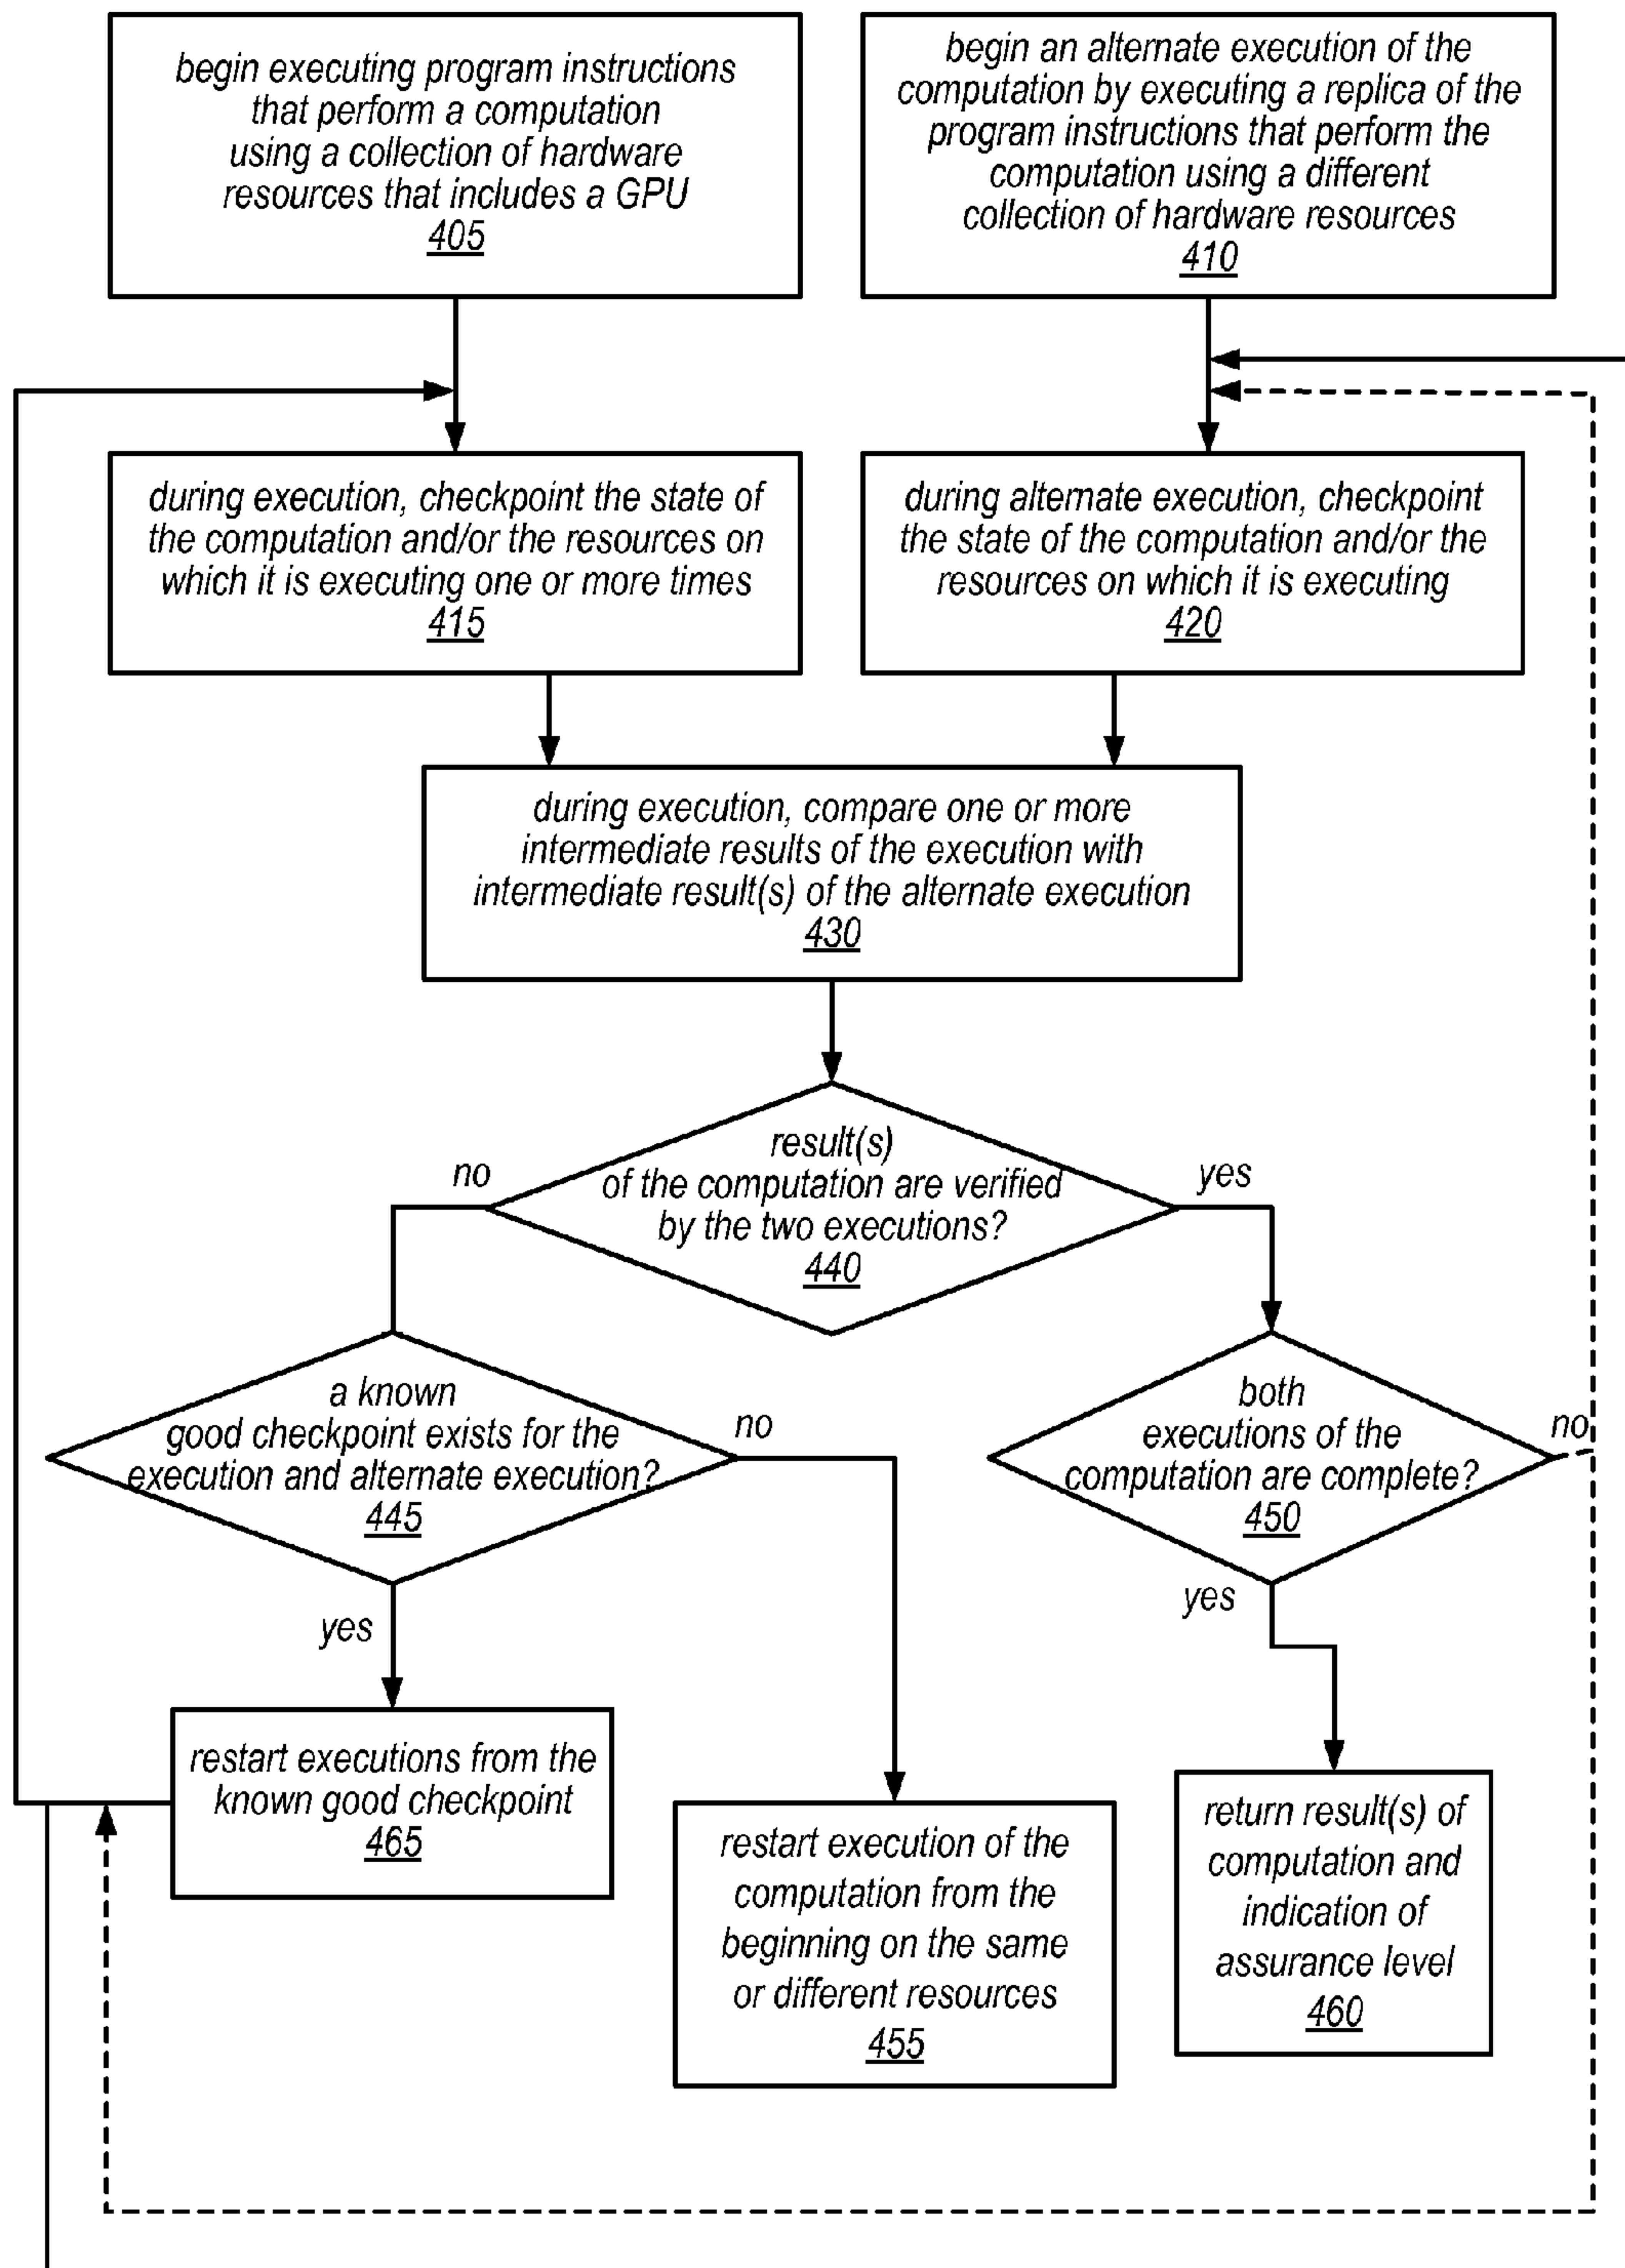 begin executing program instructions
that perform a computation
using a collection of hardware
resources that includes a GPU
405
begin an alternate execution of the
computation by executing a replica of the
program instructions that perform the
computation using a different
collection of hardware resources
410
during execution, checkpoint the state of
the computation and/or the resources on
which it is executing one or more times
415
during alternate execution, checkpoint
the state of the computation and/or the
resources on which it is executing
420
during execution, compare one or more
intermediate results of the execution with
intermediate result(s) of the alternate execution
430
result(s)
of the computation are verified
by the two executions?
440
no
yes
a known
good checkpoint exists for the
execution and alternate execution?
445
no
yes
both
executions of the
computation are complete?
450
no
yes
restart executions from the
known good checkpoint
465
restart execution of the
computation from the
beginning on the same
or different resources
455
return result(s) of
computation and
indication of
assurance level
460